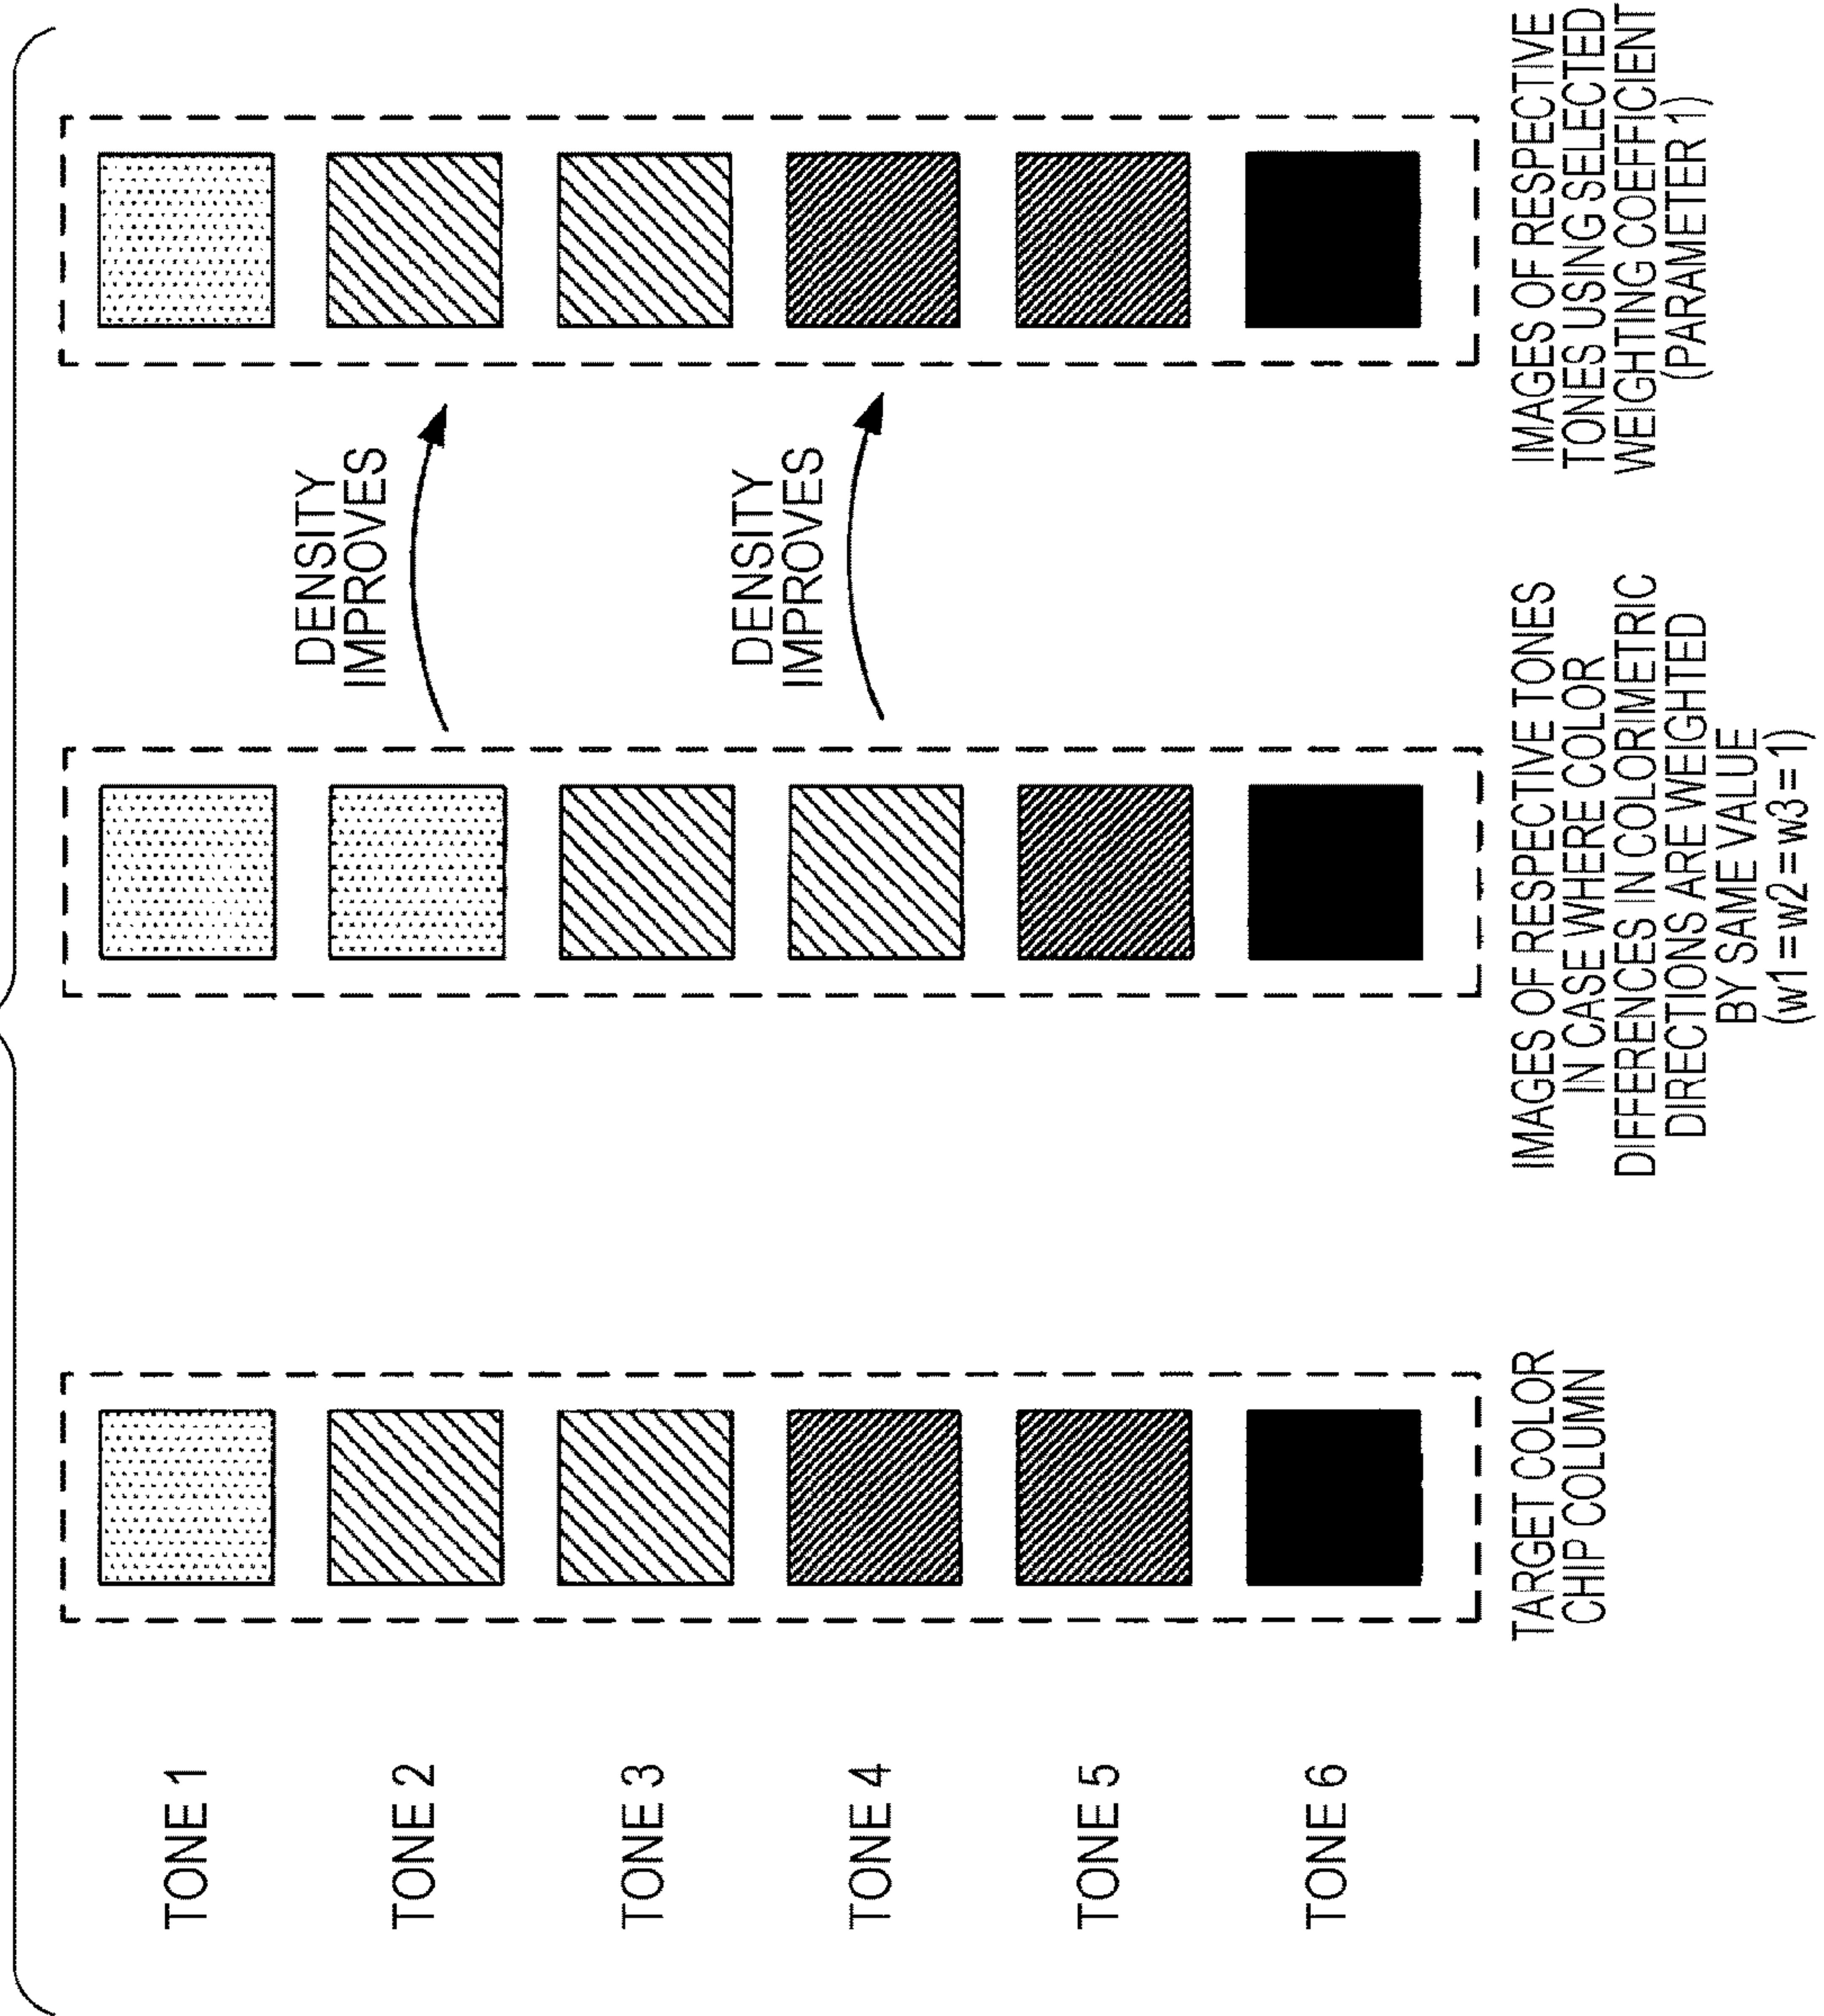 TONE 1
TONE 2
TONE 3
TONE 4
TONE 5
TONE 6
TARGET COLOR
CHIP COLUMN
DENSITY
IMPROVES
DENSITY
IMPROVES
IMAGES OF RESPECTIVE TONES
IN CASE WHERE COLOR
DIFFERENCES IN COLORIMETRIC
DIRECTIONS ARE WEIGHTED
BY SAME VALUE
(w1=w2=w3=1)
IMAGES OF RESPECTIVE
TONES USING SELECTED
WEIGHTING COEFFICIENT
(PARAMETER 1)